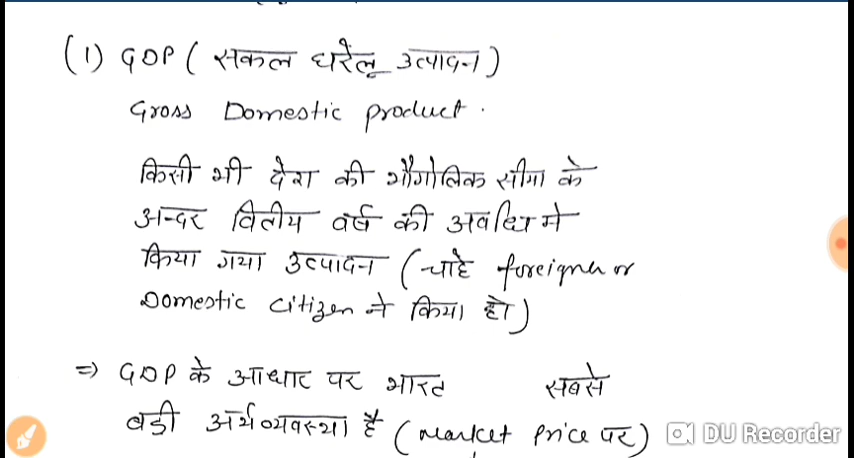 (1) GDP ( सकल घरेलू उत्पादन )
Gross Domestic product .
किसी भी देश की भौगोलिक सीमा के
अन्दर वितीय वर्ष की अवधि मे
किया गया उत्पादन ( चाहे foreigner or
Domestic citizen ने किया हो )
⇒ GDP के आधार पर भारत सबसे
बड़ी अर्थव्यवस्था है ( market price पर )
DU Recorder